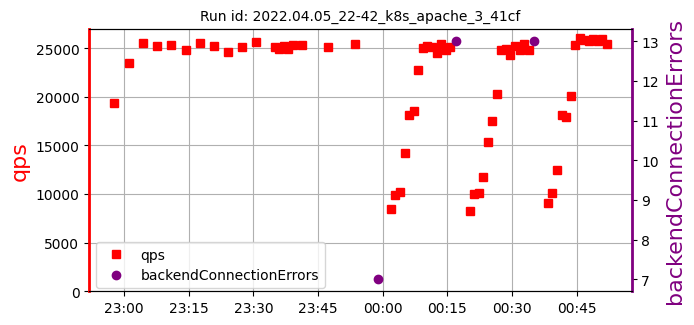 Run id: 2022.04.05_22-42_k8s_apache_3_41cf
qps
25000
20000
15000
10000
5000
0
23:00 23:15 23:30 23:45 00:00 00:15 00:30 00:45
13
12
11
10
9
8
7
backendConnectionErrors
qps
backendConnectionErrors